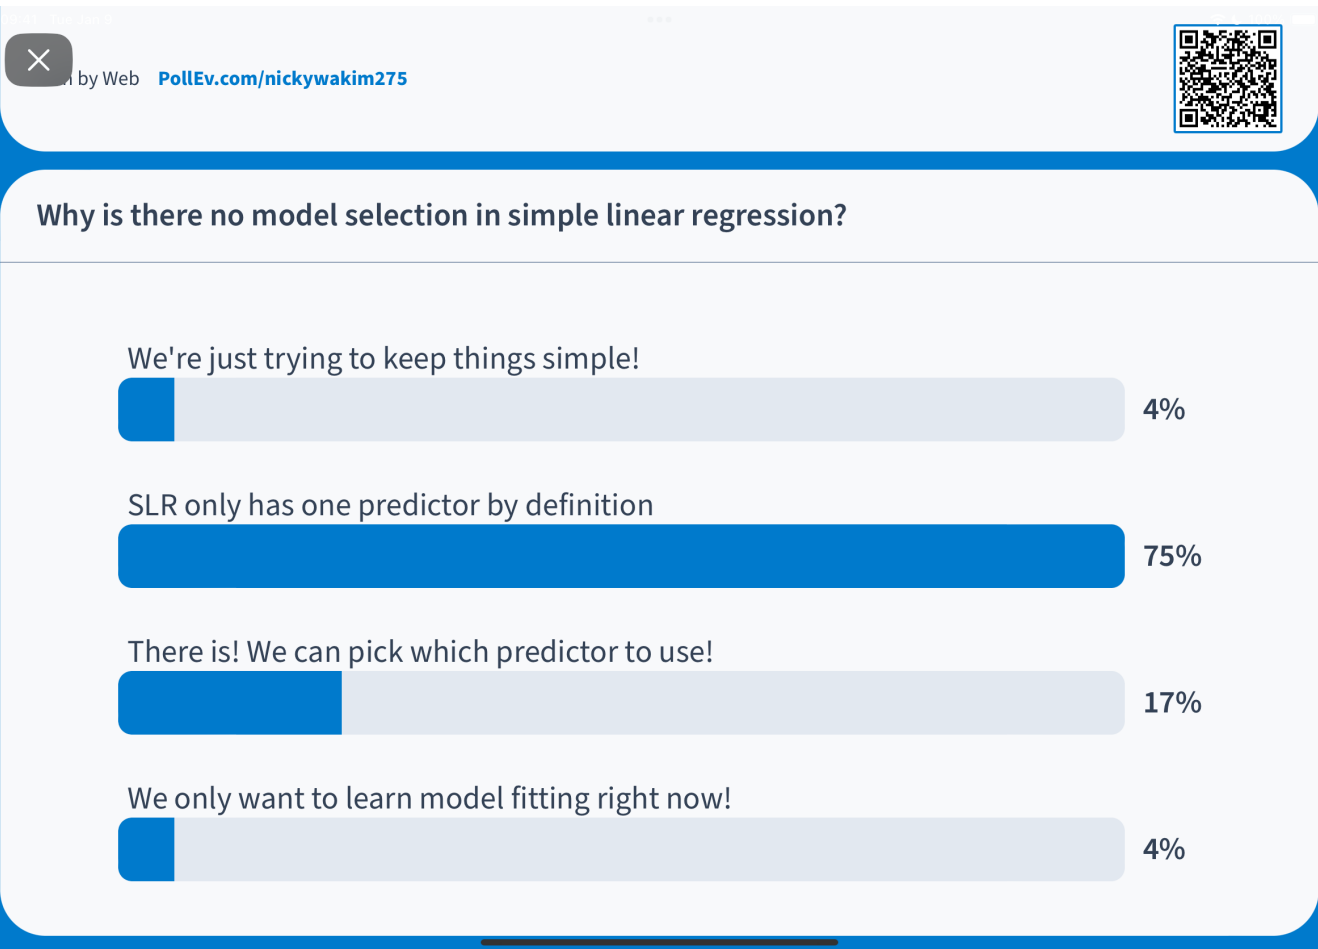 by Web PollEv.com/nickywakim275
Why is there no model selection in simple linear regression?
We're just trying to keep things simple!
4%
SLR only has one predictor by definition
75%
There is! We can pick which predictor to use!
17%
We only want to learn model fitting right now!
4%